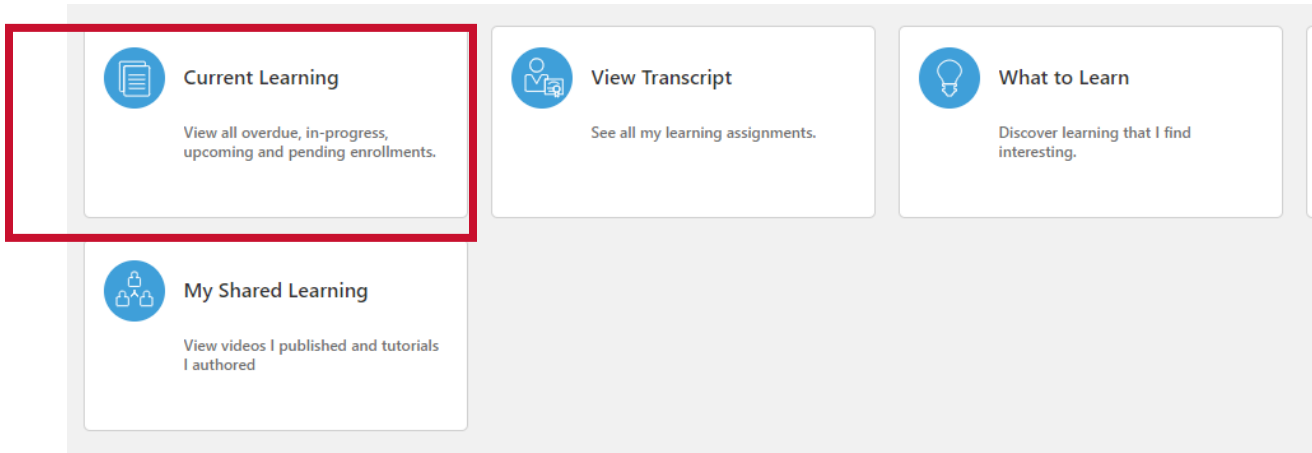 Current Learning
View all overdue, in-progress,
upcoming and pending enrollments.
View Transcript
See all my learning assignments.
What to Learn
Discover learning that I find
interesting.
My Shared Learning
View videos I published and tutorials
I authored